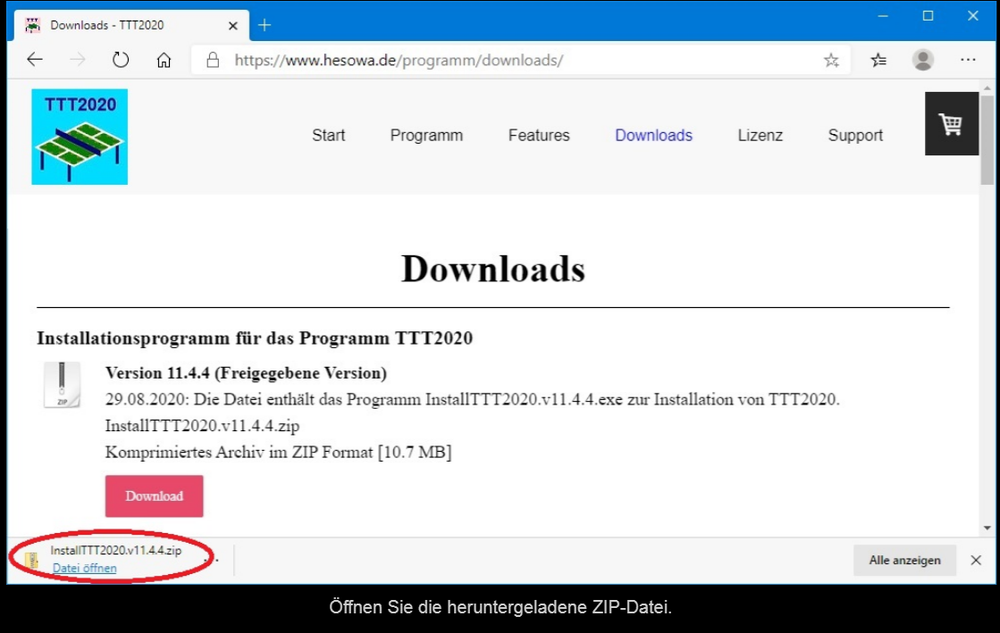 Downloads - TTT2020
https://www.hesowa.de/programm/downloads/
TTT2020
Start Programm Features Downloads Lizenz Support
Downloads
Installationsprogramm für das Programm TTT2020
Version 11.4.4 (Freigegebene Version)
ZIP
29.08.2020: Die Datei enthält das Programm InstallTTT2020.v11.4.4.exe zur Installation von TTT2020.
InstallTTT2020.v11.4.4.zip
Komprimiertes Archiv im ZIP Format [10.7 MB]
Download
InstallTTT2020.v11.4.4.zip
Datei öffnen
Alle anzeigen
Öffnen Sie die heruntergeladene ZIP-Datei.